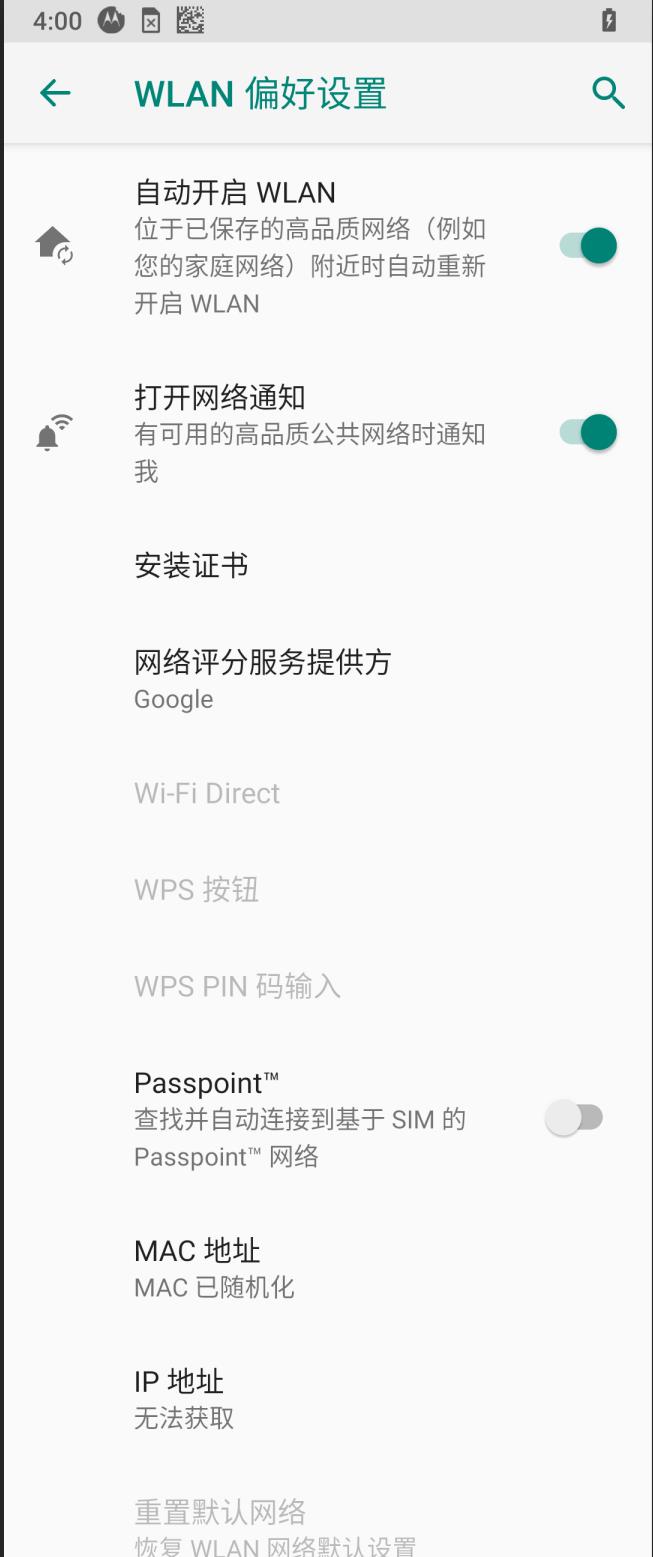 4:00
WLAN 偏好设置
自动开启 WLAN
位于已保存的高品质网络（例如
您的家庭网络）附近时自动重新
开启 WLAN
打开网络通知
有可用的高品质公共网络时通知
我
安装证书
网络评分服务提供方
Google
Wi-Fi Direct
WPS 按钮
WPS PIN 码输入
Passpoint™
查找并自动连接到基于 SIM 的
Passpoint™ 网络
MAC 地址
MAC 已随机化
IP 地址
无法获取
重置默认网络
恢复 WLAN 网络默认设置